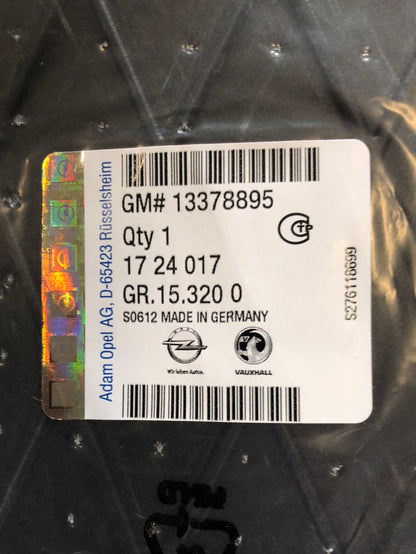 Adam Opel AG, D-65423 Rüsselsheim
GM# 13378895
Qty 1
17 24 017
GR.15.320 0
S0612 MADE IN GERMANY
Wir leben Autos.
VAUXHALL
S276118699